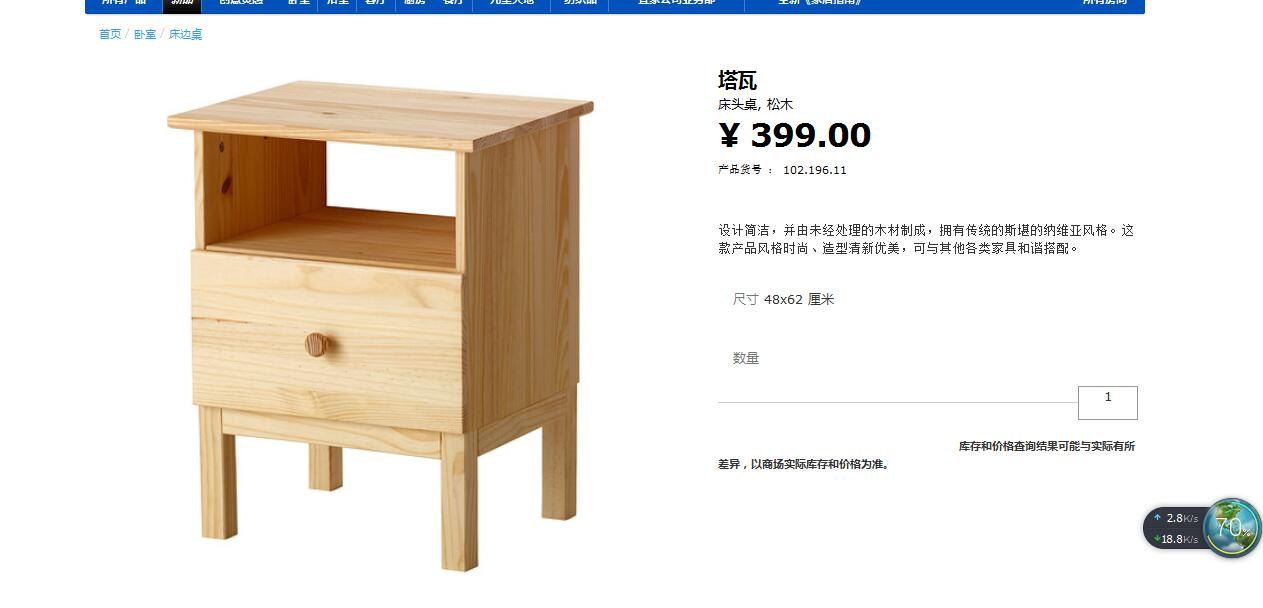 首页 / 卧室 / 床边桌
塔瓦
床头桌, 松木
¥ 399.00
产品货号 ： 102.196.11
设计简洁，并由未经处理的木材制成，拥有传统的斯堪的纳维亚风格。这
款产品风格时尚、造型清新优美，可与其他各类家具和谐搭配。
尺寸 48x62 厘米
数量
1
库存和价格查询结果可能与实际有所
差异，以商场实际库存和价格为准。
2.8K/s
18.8K/s
70%